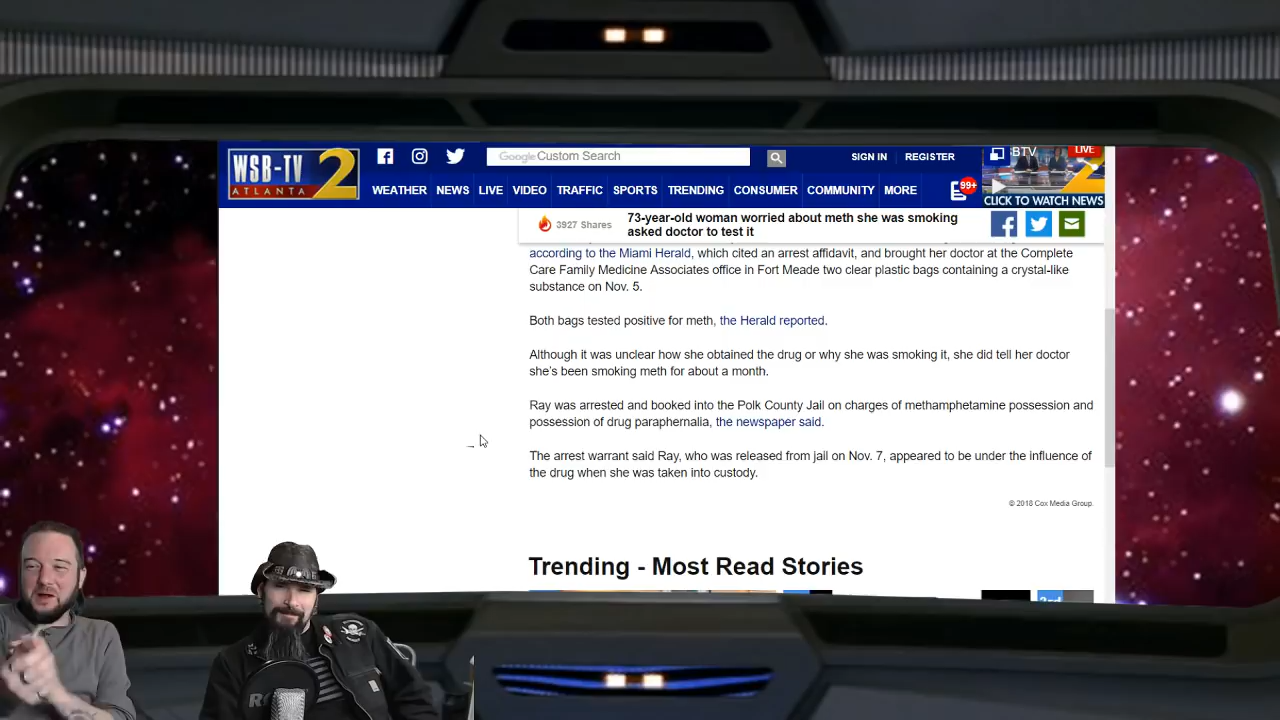 WSB-TV 2
ATLANTA
Google Custom Search
SIGN IN REGISTER
BTV
LIVE
CLICK TO WATCH NEWS
WEATHER NEWS LIVE VIDEO TRAFFIC SPORTS TRENDING CONSUMER COMMUNITY MORE
99+
3927 Shares
73-year-old woman worried about meth she was smoking
asked doctor to test it
according to the Miami Herald, which cited an arrest affidavit, and brought her doctor at the Complete
Care Family Medicine Associates office in Fort Meade two clear plastic bags containing a crystal-like
substance on Nov. 5.
Both bags tested positive for meth, the Herald reported.
Although it was unclear how she obtained the drug or why she was smoking it, she did tell her doctor
she's been smoking meth for about a month.
Ray was arrested and booked into the Polk County Jail on charges of methamphetamine possession and
possession of drug paraphernalia, the newspaper said.
The arrest warrant said Ray, who was released from jail on Nov. 7, appeared to be under the influence of
the drug when she was taken into custody.
© 2018 Cox Media Group.
Trending - Most Read Stories